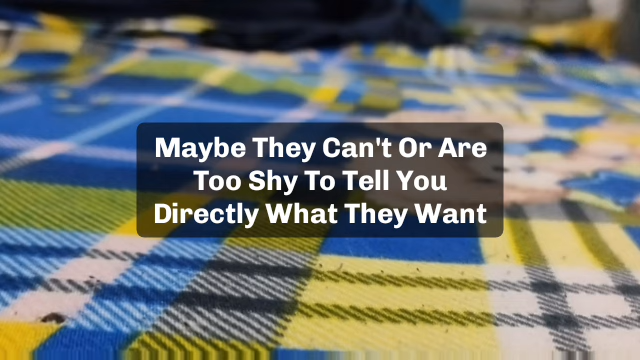 Maybe They Can't Or Are
Too Shy To Tell You
Directly What They Want